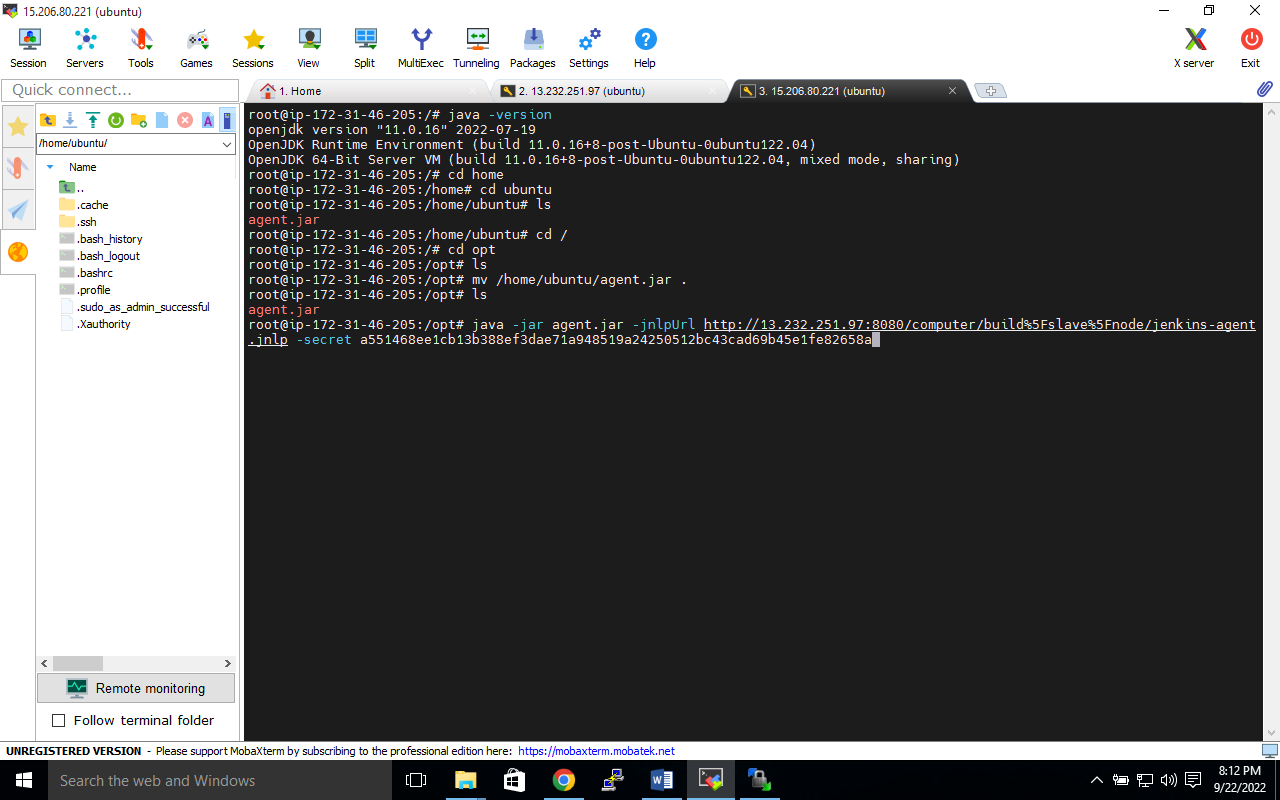 15.206.80.221 (ubuntu)
Session Servers Tools Games Sessions View Split MultiExec Tunneling Packages Settings Help X server Exit
Quick connect...
1. Home
2. 13.232.251.97 (ubuntu)
3. 15.206.80.221 (ubuntu)
/home/ubuntu/
Name
..
.cache
.ssh
.bash_history
.bash_logout
.bashrc
.profile
.sudo_as_admin_successful
.Xauthority
Remote monitoring
Follow terminal folder
root@ip-172-31-46-205:/# java -version
openjdk version "11.0.16" 2022-07-19
OpenJDK Runtime Environment (build 11.0.16+8-post-Ubuntu-0ubuntu122.04)
OpenJDK 64-Bit Server VM (build 11.0.16+8-post-Ubuntu-0ubuntu122.04, mixed mode, sharing)
root@ip-172-31-46-205:/# cd home
root@ip-172-31-46-205:/home# cd ubuntu
root@ip-172-31-46-205:/home/ubuntu# ls
agent.jar
root@ip-172-31-46-205:/home/ubuntu# cd /
root@ip-172-31-46-205:/# cd opt
root@ip-172-31-46-205:/opt# ls
root@ip-172-31-46-205:/opt# mv /home/ubuntu/agent.jar .
root@ip-172-31-46-205:/opt# ls
agent.jar
root@ip-172-31-46-205:/opt# java -jar agent.jar -jnlpUrl http://13.232.251.97:8080/computer/build%5Fslave%5Fnode/jenkins-agent
.jnlp -secret a551468ee1cb13b388ef3dae71a948519a24250512bc43cad69b45e1fe82658a
UNREGISTERED VERSION - Please support MobaXterm by subscribing to the professional edition here: https://mobaxterm.mobatek.net
Search the web and Windows
8:12 PM
9/22/2022